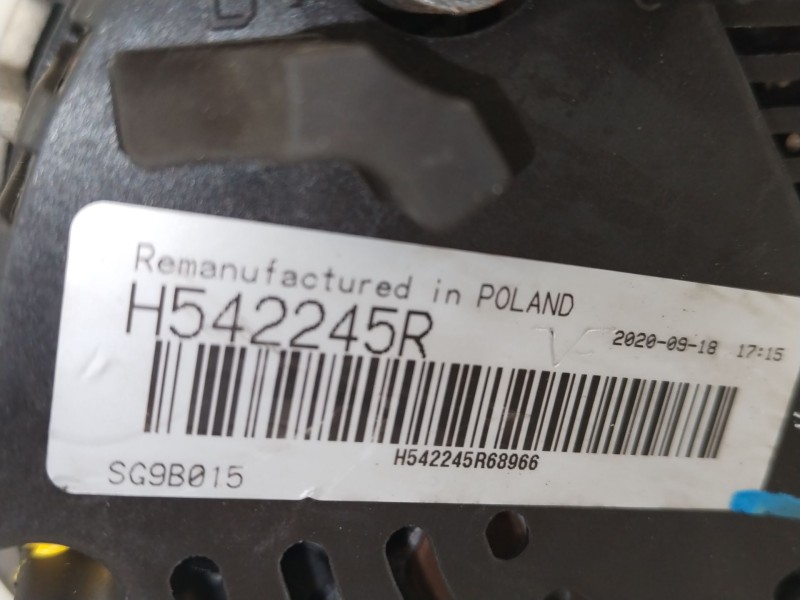 Remanufactured in POLAND
H542245R
2020-09-18 17:15
H542245R68966
SG9B015